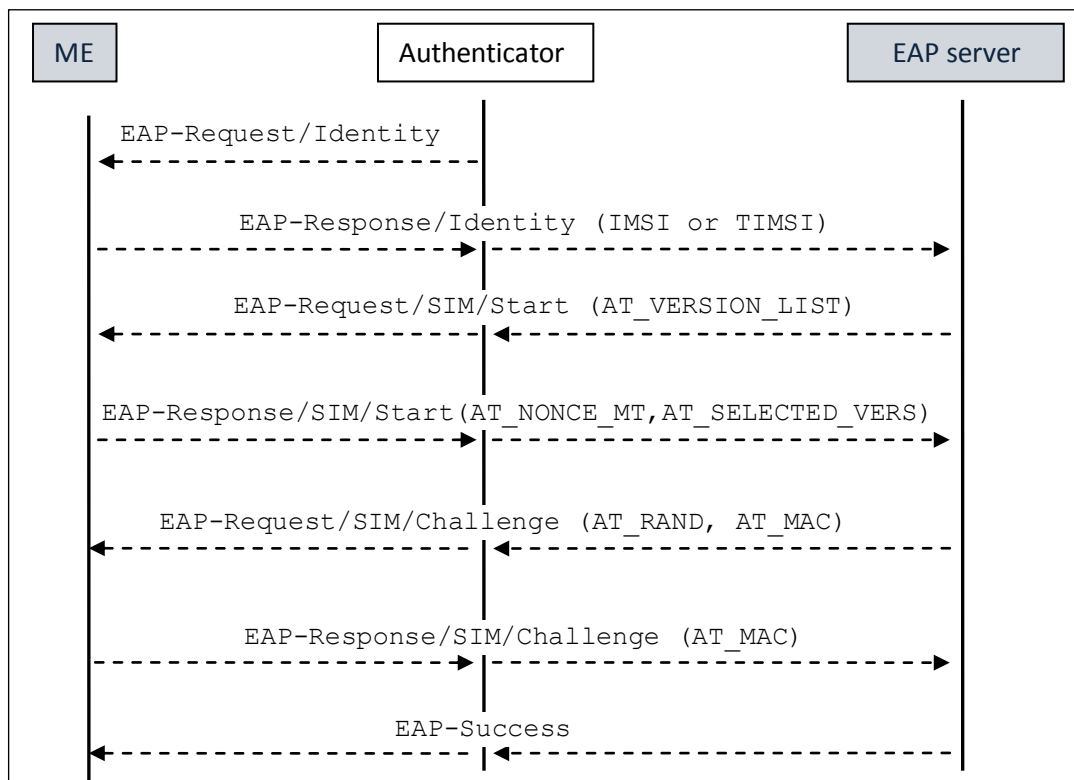 ME
Authenticator
EAP server
EAP-Request/Identity
EAP-Response/Identity (IMSI or TIMSI)
EAP-Request/SIM/Start (AT_VERSION_LIST)
EAP-Response/SIM/Start(AT_NONCE_MT,AT_SELECTED_VERS)
EAP-Request/SIM/Challenge (AT_RAND, AT_MAC)
EAP-Response/SIM/Challenge (AT_MAC)
EAP-Success